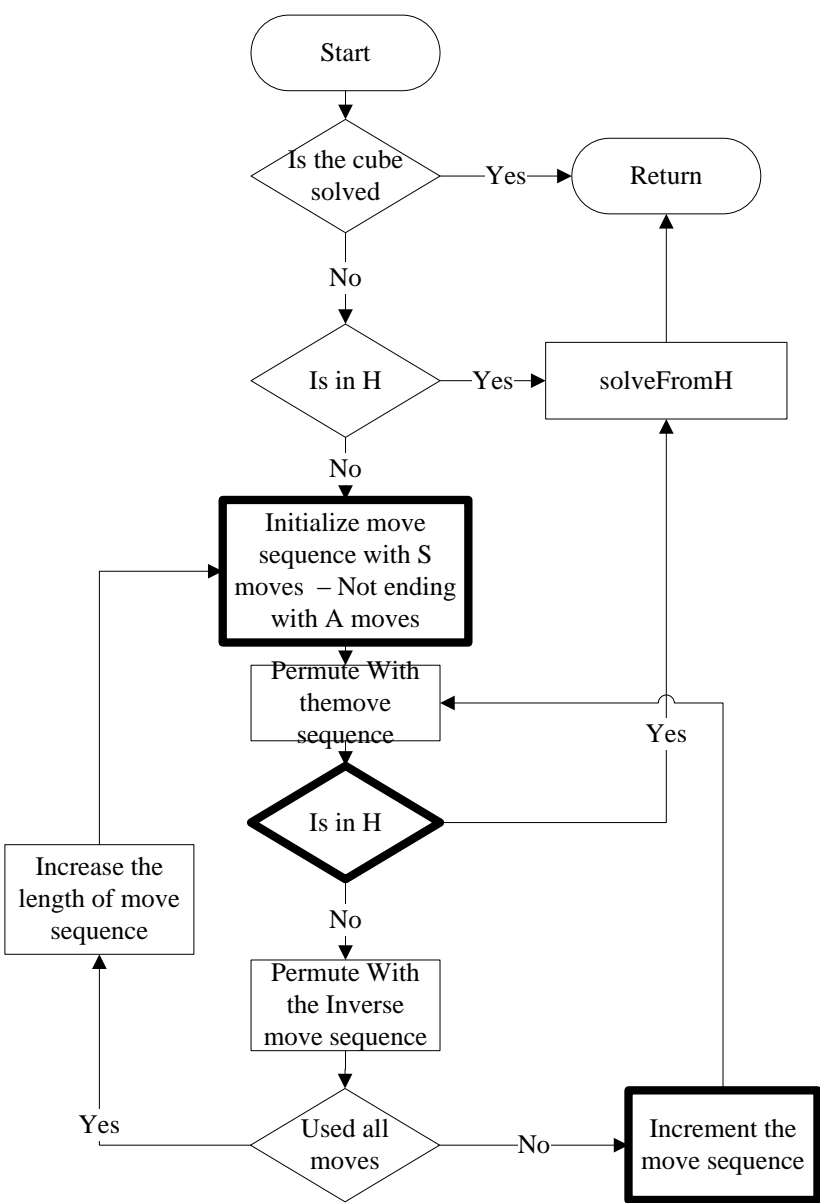 Start
Is the cube
solved
Yes
Return
No
Is in H
Yes
solveFromH
No
Initialize move
sequence with S
moves – Not ending
with A moves
Permute With
themove
sequence
Yes
Is in H
Increase the
length of move
sequence
No
Permute With
the Inverse
move sequence
Yes
Used all
moves
No
Increment the
move sequence